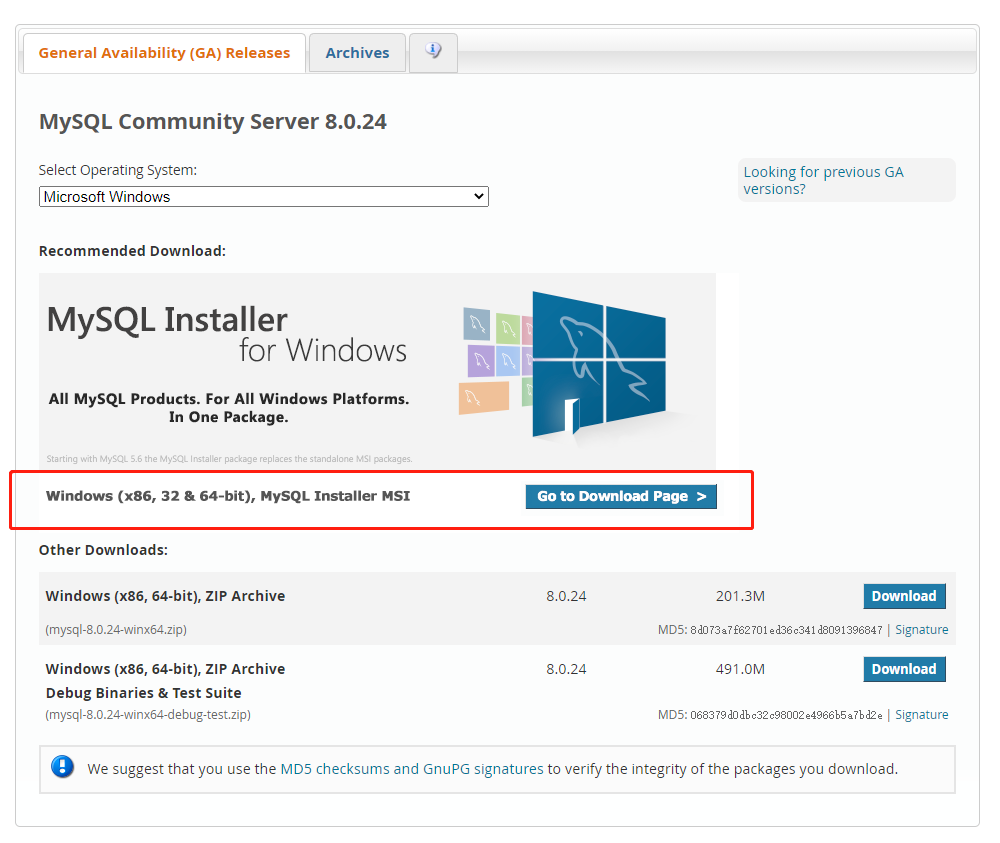 General Availability (GA) Releases
Archives
MySQL Community Server 8.0.24
Select Operating System:
Microsoft Windows
Looking for previous GA
versions?
Recommended Download:
MySQL Installer
for Windows
All MySQL Products. For All Windows Platforms.
In One Package.
Starting with MySQL 5.6 the MySQL Installer package replaces the standalone MSI packages.
Windows (x86, 32 & 64-bit), MySQL Installer MSI
Go to Download Page >
Other Downloads:
Windows (x86, 64-bit), ZIP Archive 8.0.24 201.3M Download
(mysql-8.0.24-winx64.zip) MD5: 8d073a7f62701ed36c341d8091396847 | Signature
Windows (x86, 64-bit), ZIP Archive 8.0.24 491.0M Download
Debug Binaries & Test Suite
(mysql-8.0.24-winx64-debug-test.zip) MD5: 068379d0dbc32c98002e4966b5a7bd2e | Signature
We suggest that you use the MD5 checksums and GnuPG signatures to verify the integrity of the packages you download.